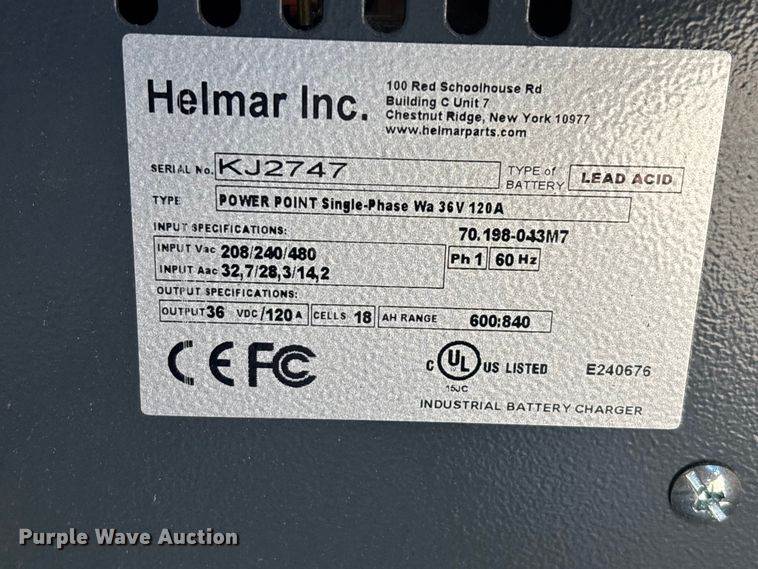 Helmar Inc.
100 Red Schoolhouse Rd
Building C Unit 7
Chestnut Ridge, New York 10977
www.helmarparts.com
SERIAL No. KJ2747
TYPE of BATTERY LEAD ACID
TYPE POWER POINT Single-Phase Wa 36V 120A
INPUT SPECIFICATIONS: 70.198-043M7
INPUT Vac 208/240/480 Ph 1 60 Hz
INPUT Aac 32,7/28,3/14,2
OUTPUT SPECIFICATIONS:
OUTPUT 36 VDC/120 A CELLS 18 AH RANGE 600:840
CE FC
C UL US LISTED E240676
15JC
INDUSTRIAL BATTERY CHARGER
Purple Wave Auction